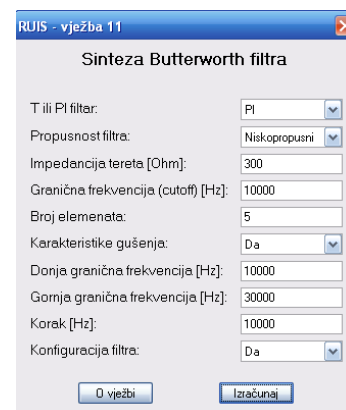 RUIS - vježba 11
Sinteza Butterworth filtra
T ili PI filtar: PI
Propusnost filtra: Niskopropusni
Impedancija tereta [Ohm]: 300
Granična frekvencija (cutoff) [Hz]: 10000
Broj elemenata: 5
Karakteristike gušenja: Da
Donja granična frekvencija [Hz]: 10000
Gornja granična frekvencija [Hz]: 30000
Korak [Hz]: 10000
Konfiguracija filtra: Da
O vježbi Izračunaj